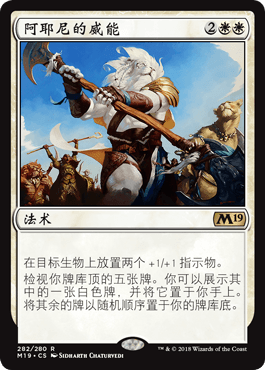 阿耶尼的威能 2
法术 M19
在目标生物上放置两个 +1/+1 指示物。
检视你牌库顶的五张牌。你可以展示其
中的一张白色牌，并将它置于你手上。
将其余的牌以随机顺序置于你的牌库底。
282/280 R
M19 • CS SIDHARTH CHATURVEDI ™ & © 2018 Wizards of the Coast